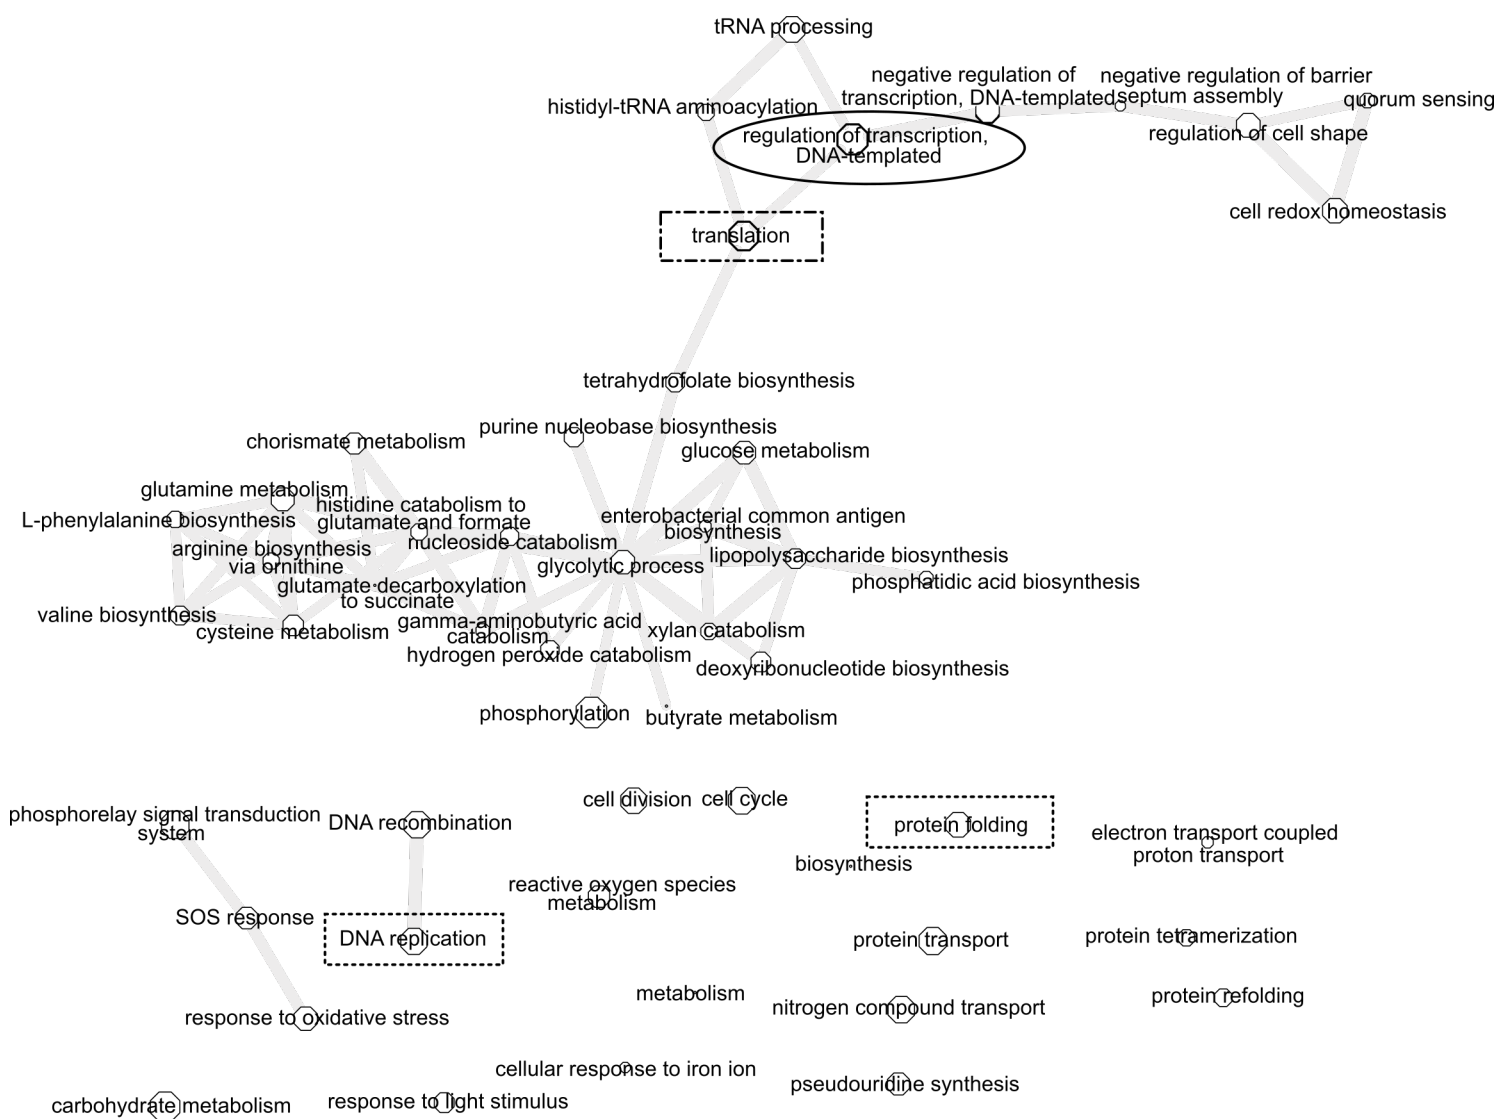 tRNA processing
negative regulation of
transcription, DNA-templated
negative regulation of barrier
septum assembly
quorum sensing
histidyl-tRNA aminoacylation
regulation of transcription,
DNA-templated
regulation of cell shape
cell redox homeostasis
translation
tetrahydrofolate biosynthesis
purine nucleobase biosynthesis
chorismate metabolism
glucose metabolism
glutamine metabolism
histidine catabolism to
glutamate and formate
L-phenylalanine biosynthesis
enterobacterial common antigen
biosynthesis
nucleoside catabolism
arginine biosynthesis
via ornithine
lipopolysaccharide biosynthesis
glycolytic process
phosphatidic acid biosynthesis
glutamate decarboxylation
to succinate
valine biosynthesis
gamma-aminobutyric acid
catabolism
cysteine metabolism
xylan catabolism
hydrogen peroxide catabolism
deoxyribonucleotide biosynthesis
phosphorylation
butyrate metabolism
cell division
cell cycle
phosphorelay signal transduction
system
DNA recombination
protein folding
electron transport coupled
proton transport
biosynthesis
reactive oxygen species
metabolism
SOS response
DNA replication
protein transport
protein tetramerization
metabolism
nitrogen compound transport
protein refolding
response to oxidative stress
cellular response to iron ion
pseudouridine synthesis
carbohydrate metabolism
response to light stimulus